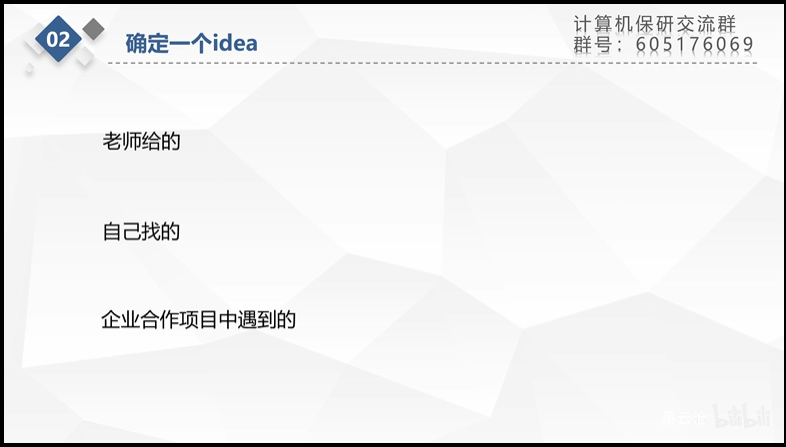 02
确定一个idea
计算机保研交流群
群号：605176069
老师给的
自己找的
企业合作项目中遇到的
bilibili